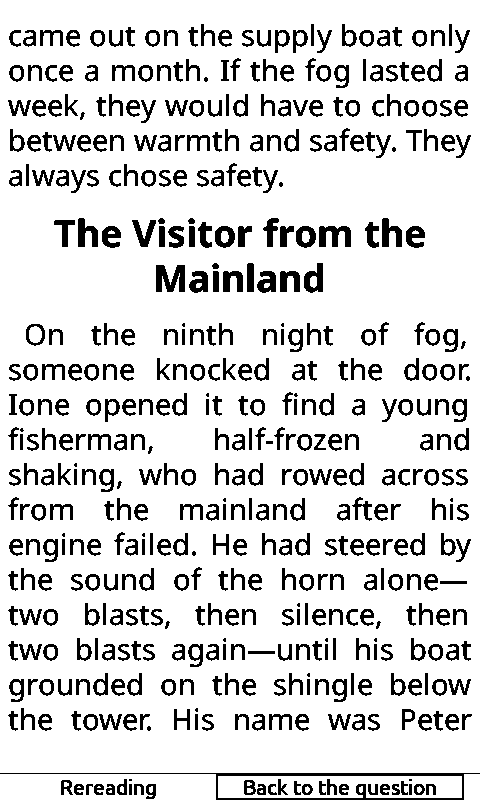 came out on the supply boat only
once a month. If the fog lasted a
week, they would have to choose
between warmth and safety. They
always chose safety.
The Visitor from the
Mainland
On the ninth night of fog,
someone knocked at the door.
Ione opened it to find a young
fisherman, half-frozen and
shaking, who had rowed across
from the mainland after his
engine failed. He had steered by
the sound of the horn alone—
two blasts, then silence, then
two blasts again—until his boat
grounded on the shingle below
the tower. His name was Peter
Rereading
Back to the question